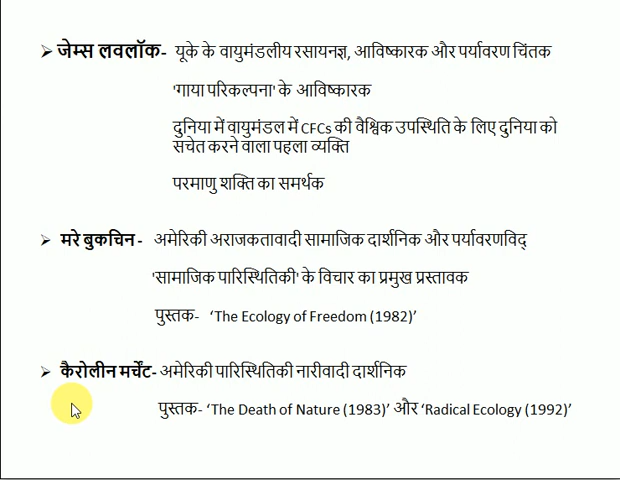 ➢ जेम्स लवलॉक- यूके के वायुमंडलीय रसायनज्ञ, आविष्कारक और पर्यावरण चिंतक
'गाया परिकल्पना' के आविष्कारक
दुनिया में वायुमंडल में CFCs की वैश्विक उपस्थिति के लिए दुनिया को
सचेत करने वाला पहला व्यक्ति
परमाणु शक्ति का समर्थक
➢ मरे बुकचिन- अमेरिकी अराजकतावादी सामाजिक दार्शनिक और पर्यावरणविद्
'सामाजिक पारिस्थितिकी' के विचार का प्रमुख प्रस्तावक
पुस्तक- ‘The Ecology of Freedom (1982)’
➢ कैरोलीन मर्चेंट- अमेरिकी पारिस्थितिकी नारीवादी दार्शनिक
पुस्तक- ‘The Death of Nature (1983)’ और ‘Radical Ecology (1992)’